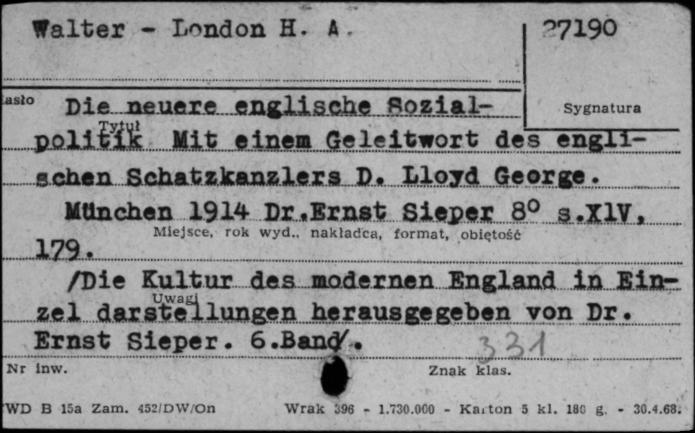 Walter - London H. A.
27190
asło
Die neuere englische Sozial-
Sygnatura
Tytuł
politik Mit einem Geleitwort des engli-
schen Schatzkanzlers D. Lloyd George.
München 1914 Dr.Ernst Sieper 8º s.XlV,
Miejsce, rok wyd., nakładca, format, objętość
179.
/Die Kultur des modernen England in Ein-
Uwagi
zel darstellungen herausgegeben von Dr.
Ernst Sieper. 6.Band/.
331
Nr inw.
Znak klas.
WD B 15a Zam. 452/DW/On Wrak 396 - 1.730.000 - Karton 5 kl. 180 g. - 30.4.68.